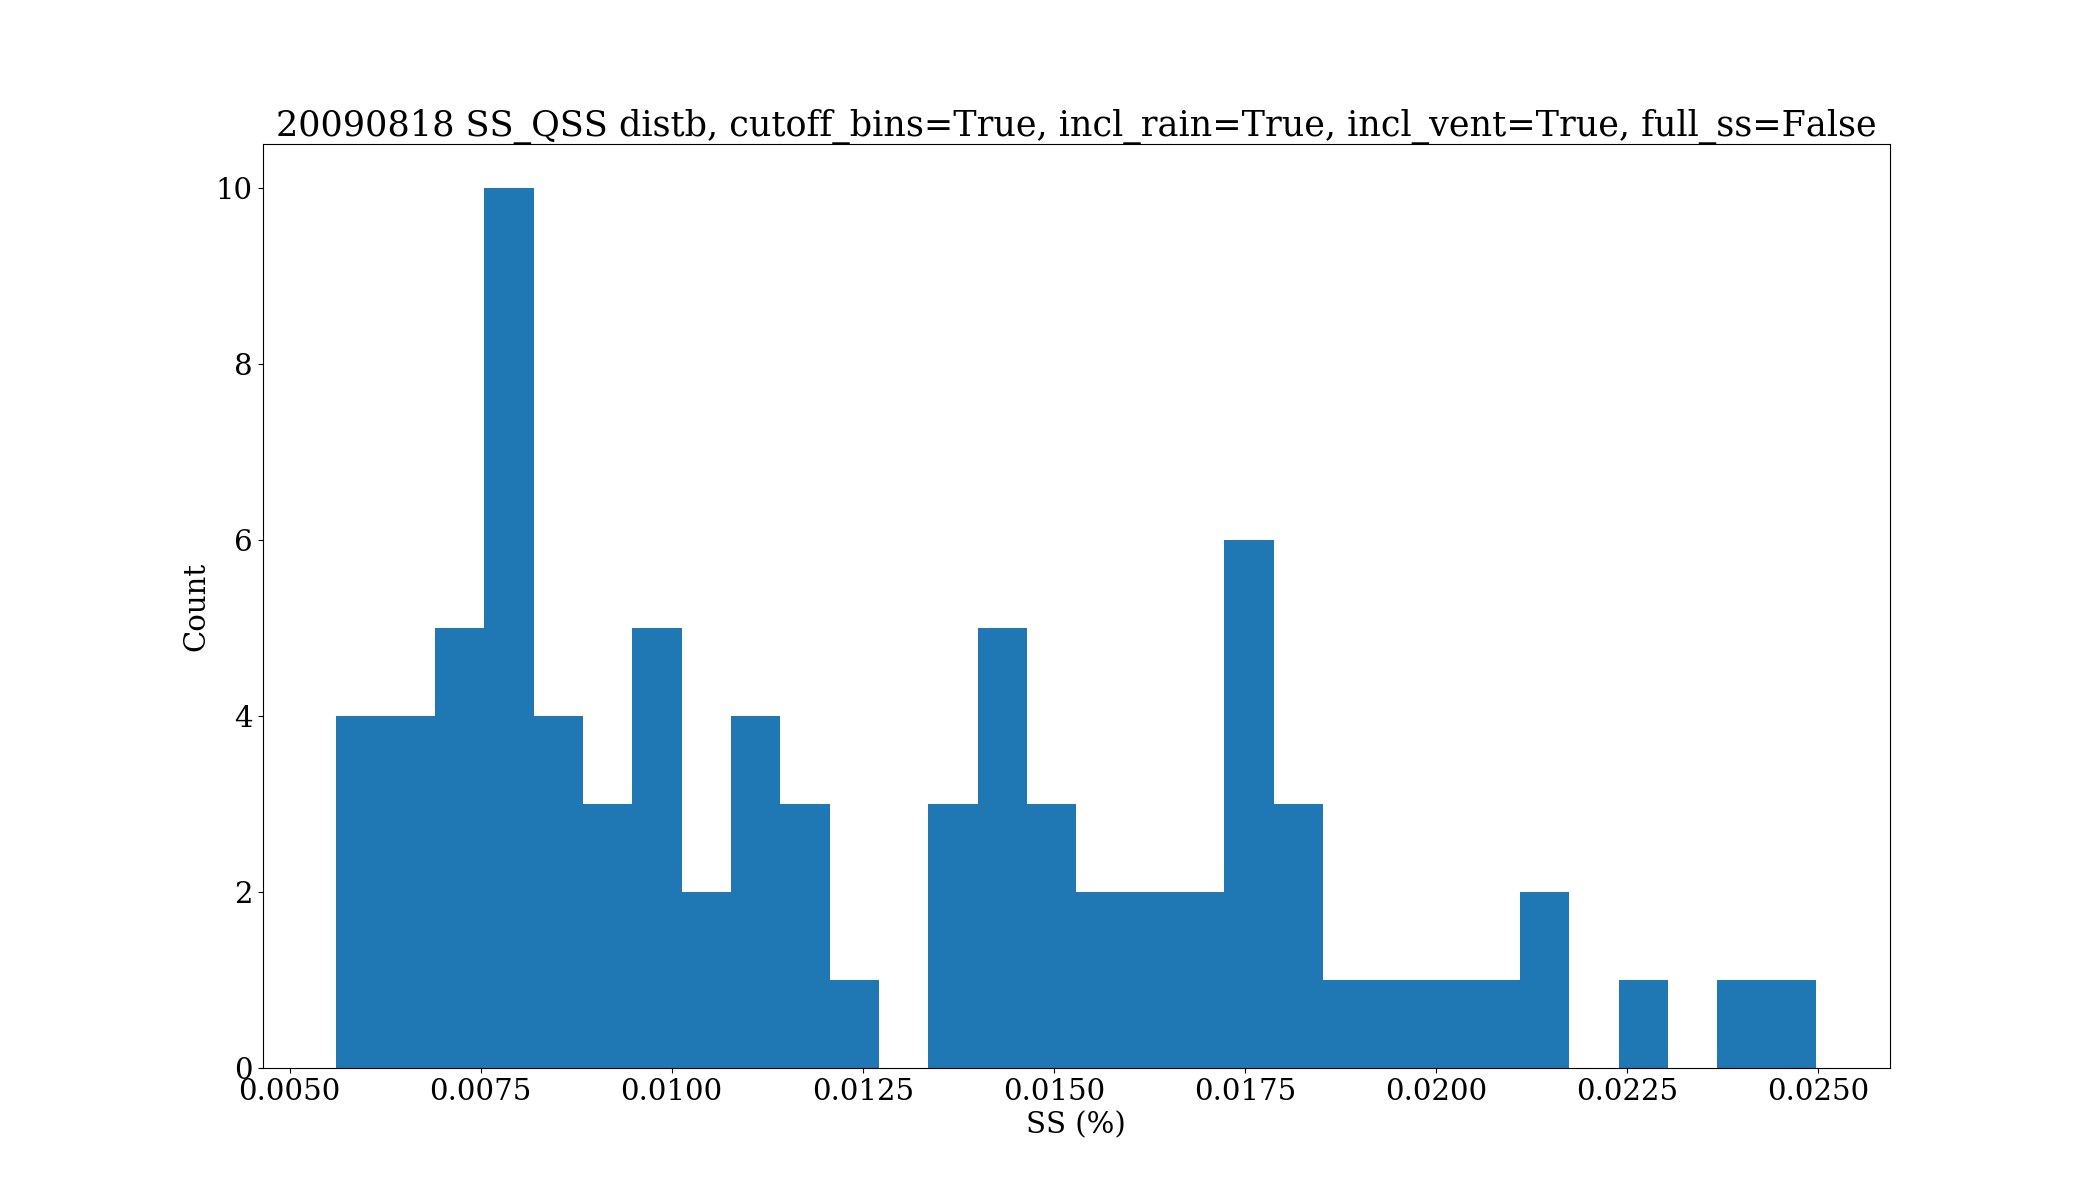 20090818 SS_QSS distb, cutoff_bins=True, incl_rain=True, incl_vent=True, full_ss=False
10
8
6
4
2
0
Count
0.0050 0.0075 0.0100 0.0125 0.0150 0.0175 0.0200 0.0225 0.0250
SS (%)